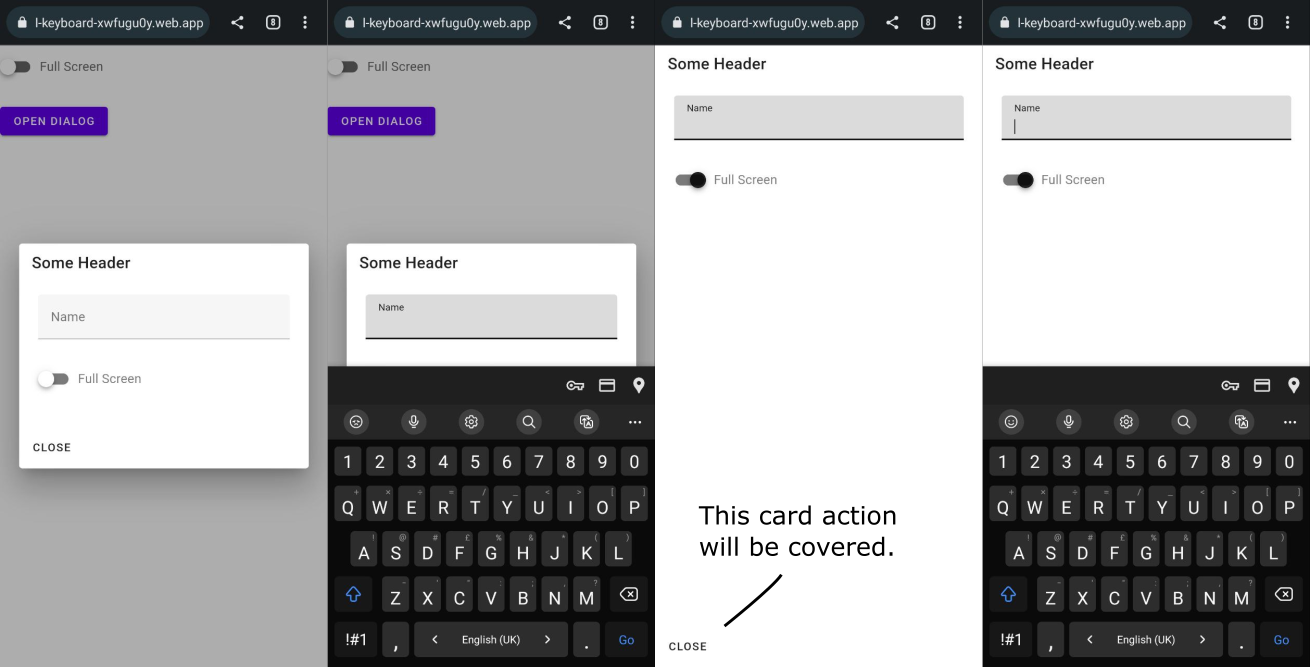 l-keyboard-xwfugu0y.web.app
8
Full Screen
OPEN DIALOG
Some Header
Name
Full Screen
CLOSE
l-keyboard-xwfugu0y.web.app
8
Full Screen
OPEN DIALOG
Some Header
Name
1 2 3 4 5 6 7 8 9 0
Q W E R T Y U I O P
A S D F G H J K L
Z X C V B N M
!#1 , < English (UK) > . Go
l-keyboard-xwfugu0y.web.app
8
Some Header
Name
Full Screen
This card action
will be covered.
CLOSE
l-keyboard-xwfugu0y.web.app
8
Some Header
Name
Full Screen
1 2 3 4 5 6 7 8 9 0
Q W E R T Y U I O P
A S D F G H J K L
Z X C V B N M
!#1 , < English (UK) > . Go